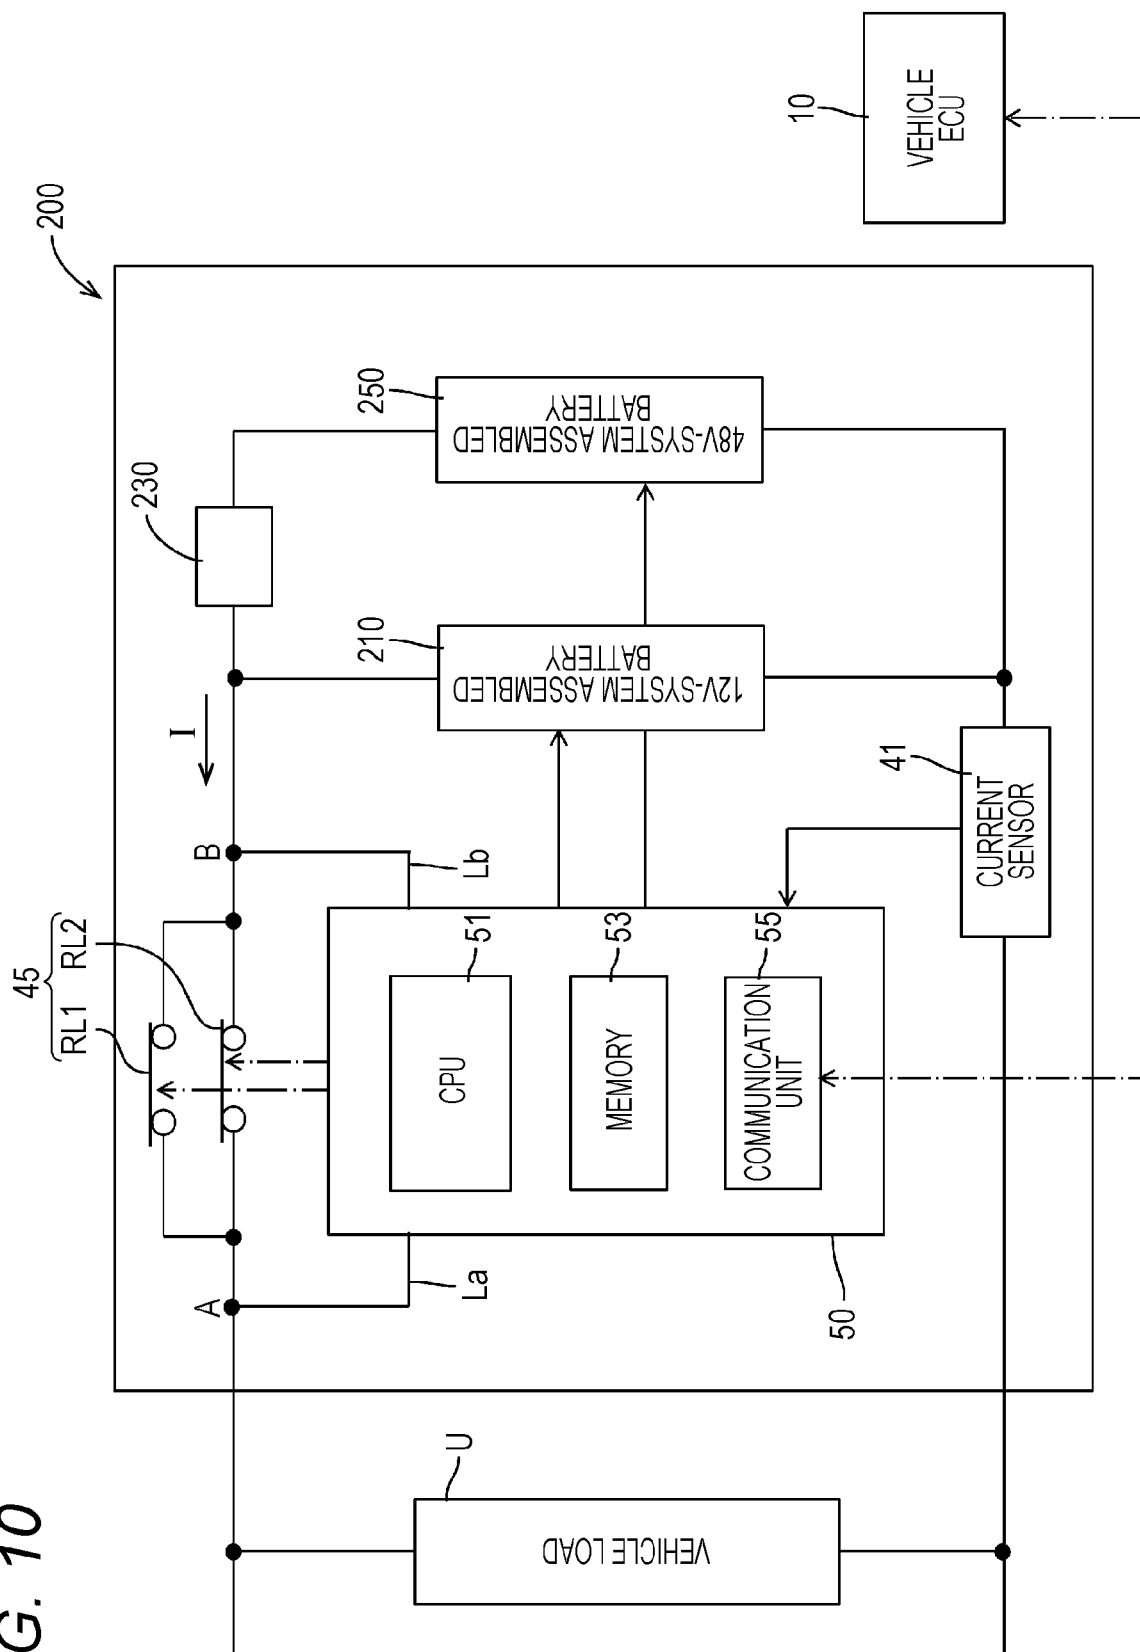 G. 10
200
45
RL1 RL2
230
I
A
B
La
Lb
U
VEHICLE LOAD
50
CPU
51
MEMORY
53
COMMUNICATION
UNIT
55
210
12V-SYSTEM ASSEMBLED
BATTERY
250
48V-SYSTEM ASSEMBLED
BATTERY
41
CURRENT
SENSOR
10
VEHICLE
ECU